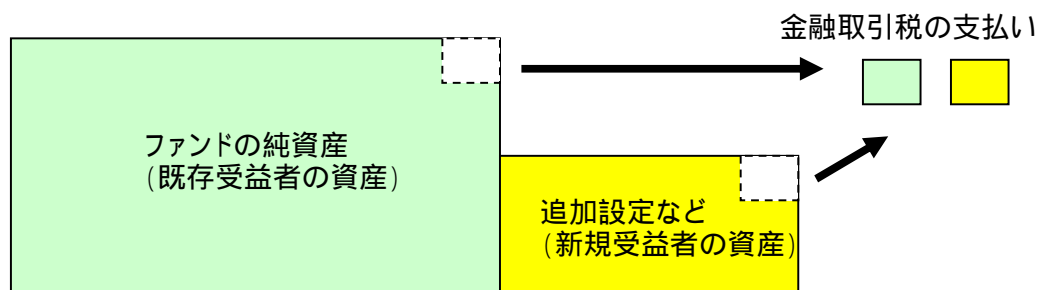 金融取引税の支払い
ファンドの純資産
(既存受益者の資産)
追加設定など
(新規受益者の資産)